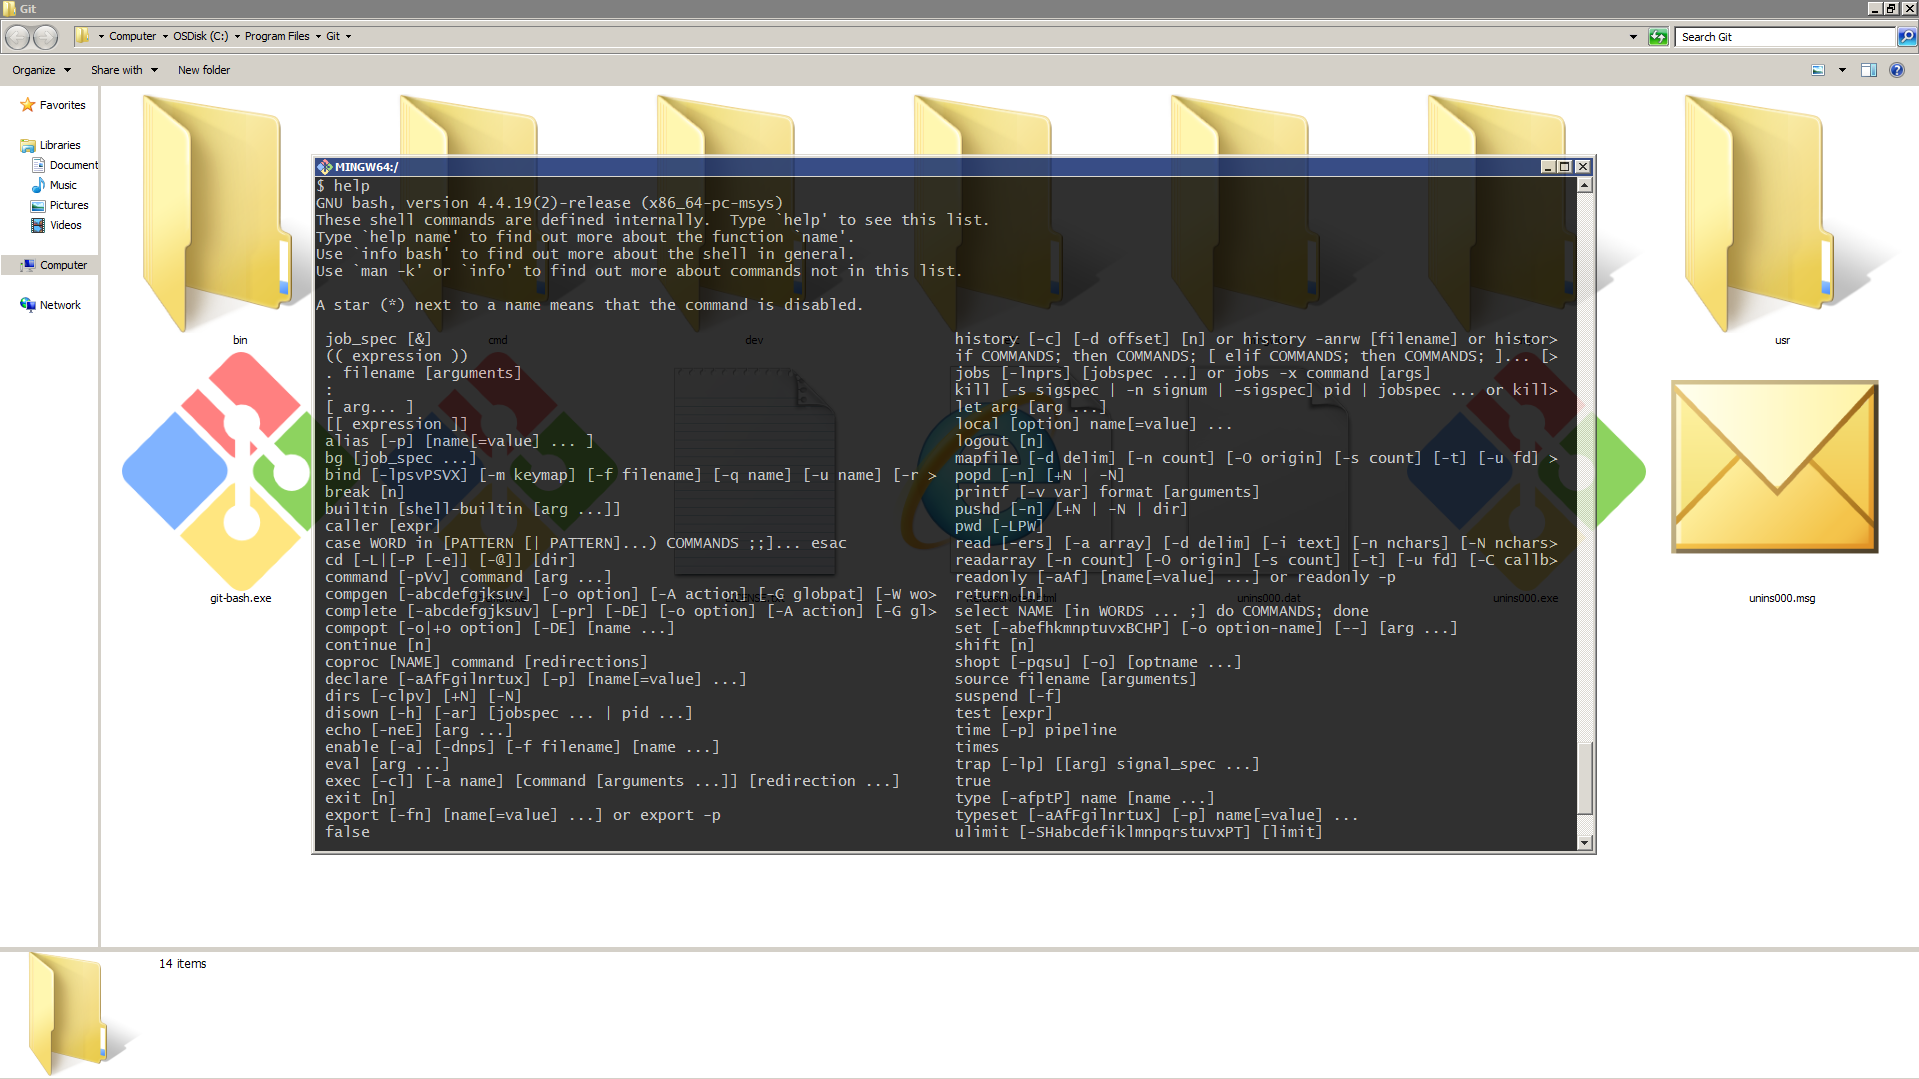 Git
Computer OSDisk (C:) Program Files Git
Search Git
Organize Share with New folder
Favorites
Libraries
Document
Music
Pictures
Videos
Computer
Network
MINGW64:/
$ help
GNU bash, version 4.4.19(2)-release (x86_64-pc-msys)
These shell commands are defined internally.  Type `help' to see this list.
Type `help name' to find out more about the function `name'.
Use `info bash' to find out more about the shell in general.
Use `man -k' or `info' to find out more about commands not in this list.
A star (*) next to a name means that the command is disabled.
job_spec [&] history [-c] [-d offset] [n] or history -anrw [filename] or histor>
(( expression )) if COMMANDS; then COMMANDS; [ elif COMMANDS; then COMMANDS; ]... [>
. filename [arguments] jobs [-lnprs] [jobspec ...] or jobs -x command [args]
: kill [-s sigspec | -n signum | -sigspec] pid | jobspec ... or kill>
[ arg... ] let arg [arg ...]
[[ expression ]] local [option] name[=value] ...
alias [-p] [name[=value] ... ] logout [n]
bg [job_spec ...] mapfile [-d delim] [-n count] [-O origin] [-s count] [-t] [-u fd] >
bind [-lpsvPSVX] [-m keymap] [-f filename] [-q name] [-u name] [-r > popd [-n] [+N | -N]
break [n] printf [-v var] format [arguments]
builtin [shell-builtin [arg ...]] pushd [-n] [+N | -N | dir]
caller [expr] pwd [-LPW]
case WORD in [PATTERN [| PATTERN]...) COMMANDS ;;]... esac read [-ers] [-a array] [-d delim] [-i text] [-n nchars] [-N nchars>
cd [-L|[-P [-e]] [-@]] [dir] readarray [-n count] [-O origin] [-s count] [-t] [-u fd] [-C callb>
command [-pVv] command [arg ...] readonly [-aAf] [name[=value] ...] or readonly -p
compgen [-abcdefgjksuv] [-o option] [-A action] [-G globpat] [-W wo> return [n]
complete [-abcdefgjksuv] [-pr] [-DE] [-o option] [-A action] [-G gl> select NAME [in WORDS ... ;] do COMMANDS; done
compopt [-o|+o option] [-DE] [name ...] set [-abefhkmnptuvxBCHP] [-o option-name] [--] [arg ...]
continue [n] shift [n]
coproc [NAME] command [redirections] shopt [-pqsu] [-o] [optname ...]
declare [-aAfFgilnrtux] [-p] [name[=value] ...] source filename [arguments]
dirs [-clpv] [+N] [-N] suspend [-f]
disown [-h] [-ar] [jobspec ... | pid ...] test [expr]
echo [-neE] [arg ...] time [-p] pipeline
enable [-a] [-dnps] [-f filename] [name ...] times
eval [arg ...] trap [-lp] [[arg] signal_spec ...]
exec [-cl] [-a name] [command [arguments ...]] [redirection ...] true
exit [n] type [-afptP] name [name ...]
export [-fn] [name[=value] ...] or export -p typeset [-aAfFgilnrtux] [-p] name[=value] ...
false ulimit [-SHabcdefiklmnpqrstuvxPT] [limit]
bin cmd dev usr
git-bash.exe unins000.dat unins000.exe unins000.msg
14 items